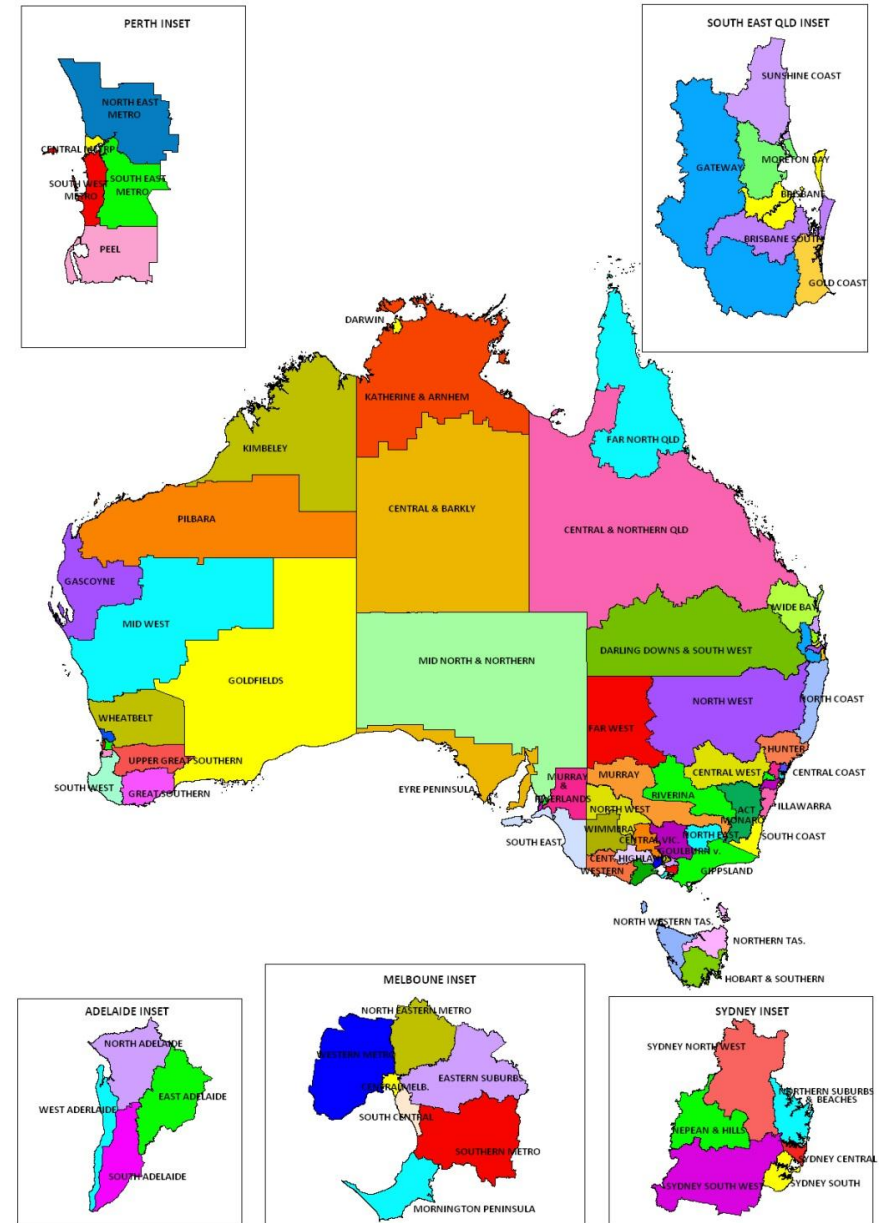 PERTH INSET
NORTH EAST
METRO
CENTRAL METRP
SOUTH WEST
METRO
SOUTH EAST
METRO
PEEL
SOUTH EAST QLD INSET
SUNSHINE COAST
GATEWAY
MORETON BAY
BRISBANE
BRISBANE SOUTH
GOLD COAST
DARWIN
KATHERINE & ARNHEM
KIMBELEY
FAR NORTH QLD
CENTRAL & BARKLY
PILBARA
CENTRAL & NORTHERN QLD
GASCOYNE
WIDE BAY
MID WEST
DARLING DOWNS & SOUTH WEST
MID NORTH & NORTHERN
GOLDFIELDS
NORTH WEST
NORTH COAST
WHEATBELT
FAR WEST
HUNTER
UPPER GREAT SOUTHERN
CENTRAL WEST
CENTRAL COAST
SOUTH WEST
GREAT SOUTHERN
EYRE PENINSULA
MURRAY
&
RIVERLANDS
MURRAY
RIVERINA
ILLAWARRA
NORTH WEST
ACT
MONARO
SOUTH EAST
WIMMERA
CENTRAL VIC.
NORTH EAST
SOUTH COAST
GOULBURN v.
CENT. HIGHLANDS
WESTERN
GIPPSLAND
NORTH WESTERN TAS.
NORTHERN TAS.
HOBART & SOUTHERN
ADELAIDE INSET
NORTH ADELAIDE
EAST ADELAIDE
WEST ADERLAIDE
SOUTH ADELAIDE
MELBOUNE INSET
NORTH EASTERN METRO
WESTERN METRO
CENTRAL MELB.
EASTERN SUBURBS
SOUTH CENTRAL
SOUTHERN METRO
MORNINGTON PENINSULA
SYDNEY INSET
SYDNEY NORTH WEST
NORTHERN SUBURBS
& BEACHES
NEPEAN & HILLS
SYDNEY CENTRAL
SYDNEY SOUTH
SYDNEY SOUTH WEST